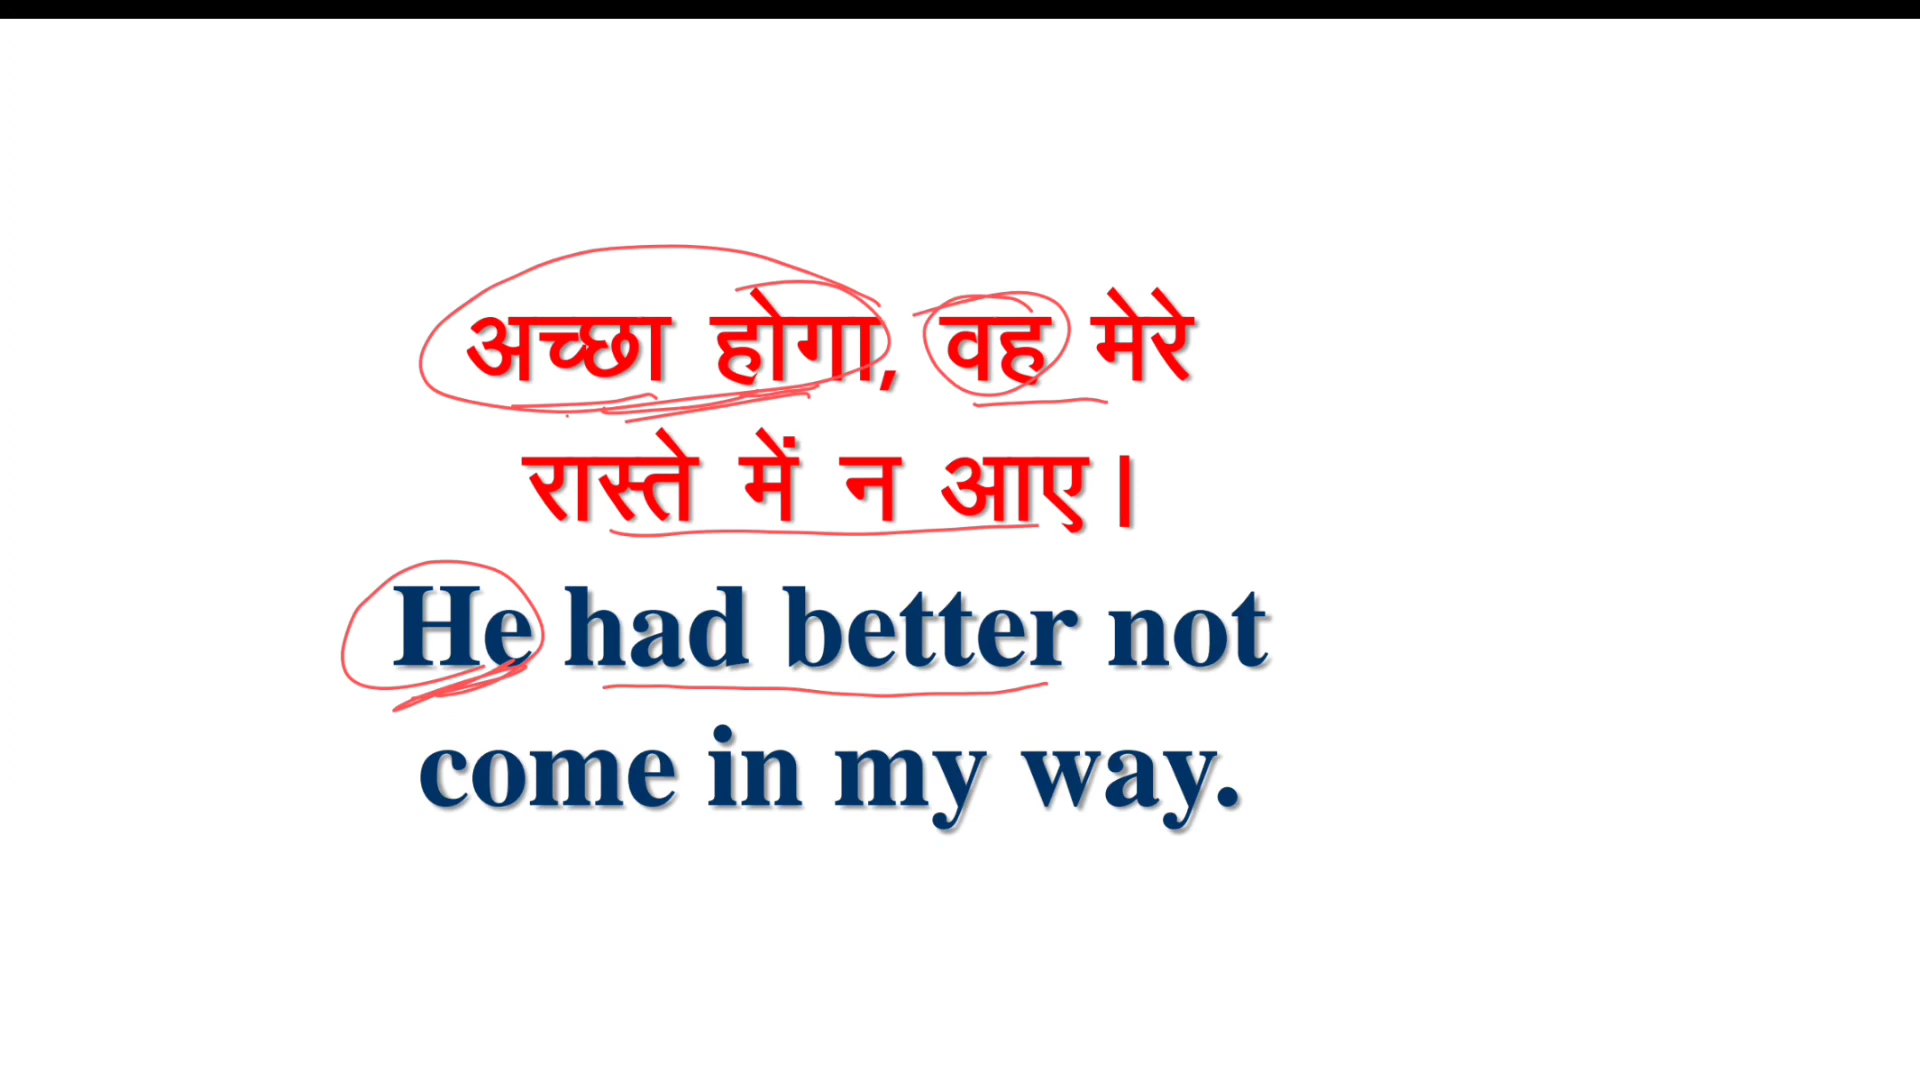 अच्छा होगा, वह मेरे
रास्ते में न आए।
He had better not
come in my way.